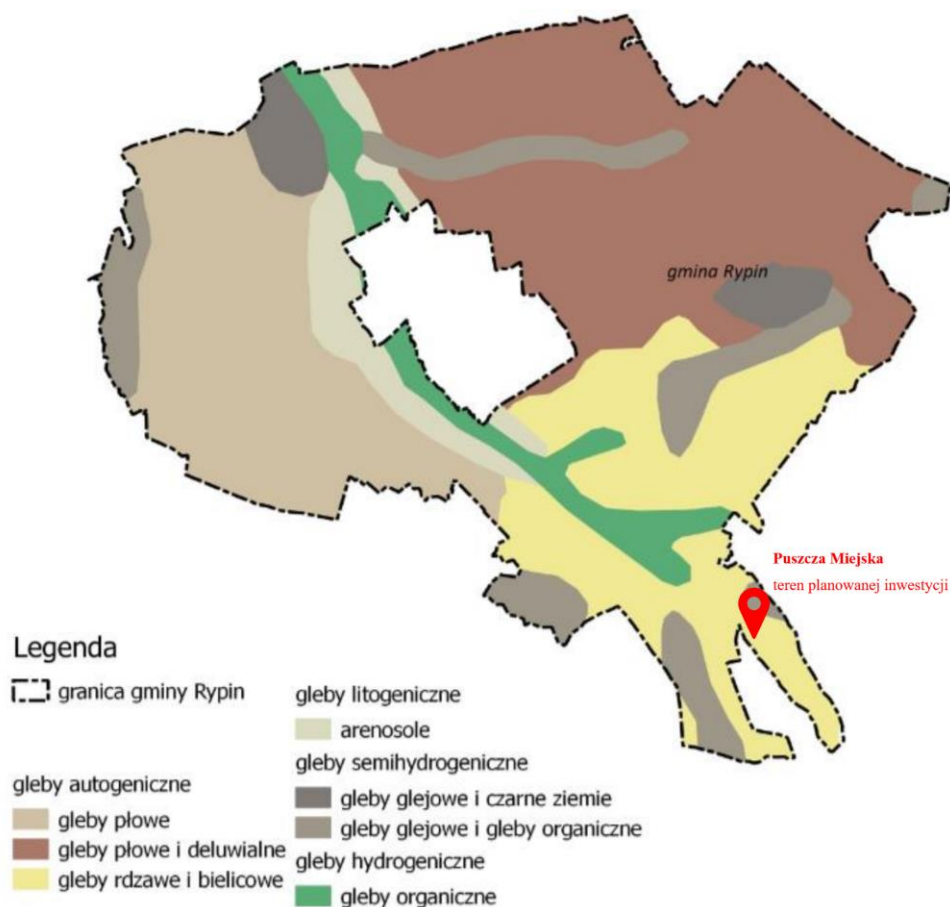 gmina Rypin
Puszcza Miejska
teren planowanej inwestycji
Legenda
granica gminy Rypin
gleby autogeniczne
gleby płowe
gleby płowe i deluwialne
gleby rdzawe i bielicowe
gleby litogeniczne
arenosole
gleby semihydrogeniczne
gleby glejowe i czarne ziemie
gleby glejowe i gleby organiczne
gleby hydrogeniczne
gleby organiczne